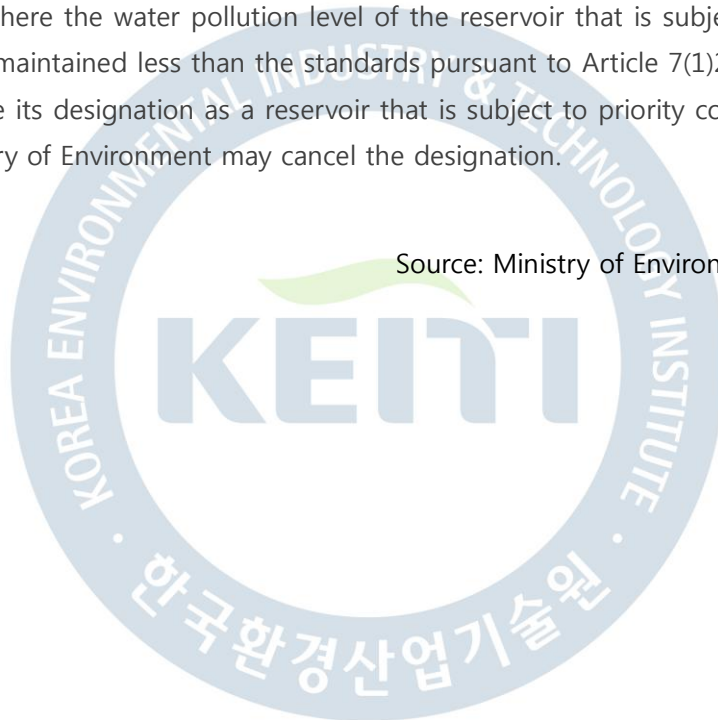 here the water pollution level of the reservoir that is subje
maintained less than the standards pursuant to Article 7(1)2
e its designation as a reservoir that is subject to priority co
ry of Environment may cancel the designation.
Source: Ministry of Environ
KOREA ENVIRONMENTAL INDUSTRY & TECHNOLOGY INSTITUTE
KEITI
한국환경산업기술원